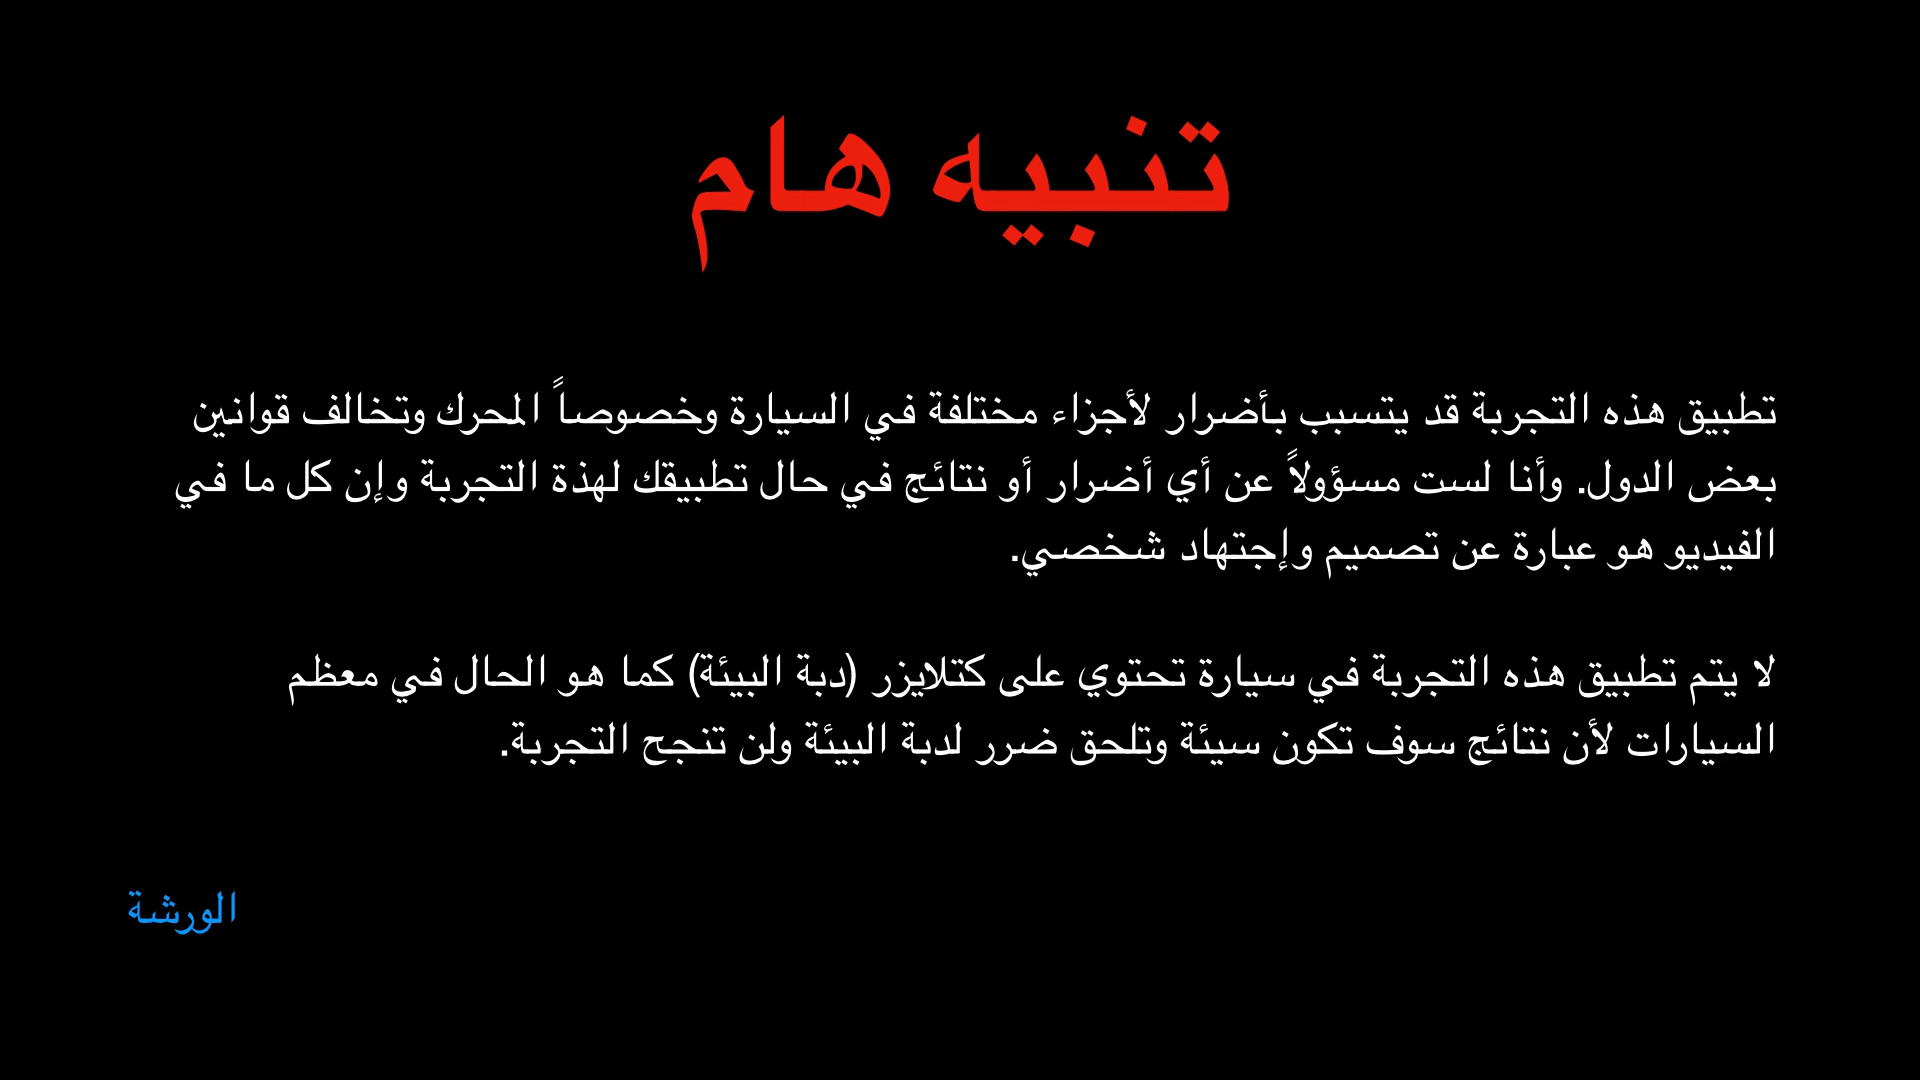 تنبيه هام
تطبيق هذه التجربة قد يتسبب بأضرار لأجزاء مختلفة في السيارة وخصوصاً المحرك وتخالف قوانين
بعض الدول. وأنا لست مسؤولاً عن أي أضرار أو نتائج في حال تطبيقك لهذة التجربة وإن كل ما في
الفيديو هو عبارة عن تصميم وإجتهاد شخصي.
لا يتم تطبيق هذه التجربة في سيارة تحتوي على كتلايزر (دبة البيئة) كما هو الحال في معظم
السيارات لأن نتائج سوف تكون سيئة وتلحق ضرر لدبة البيئة ولن تنجح التجربة.
الورشة